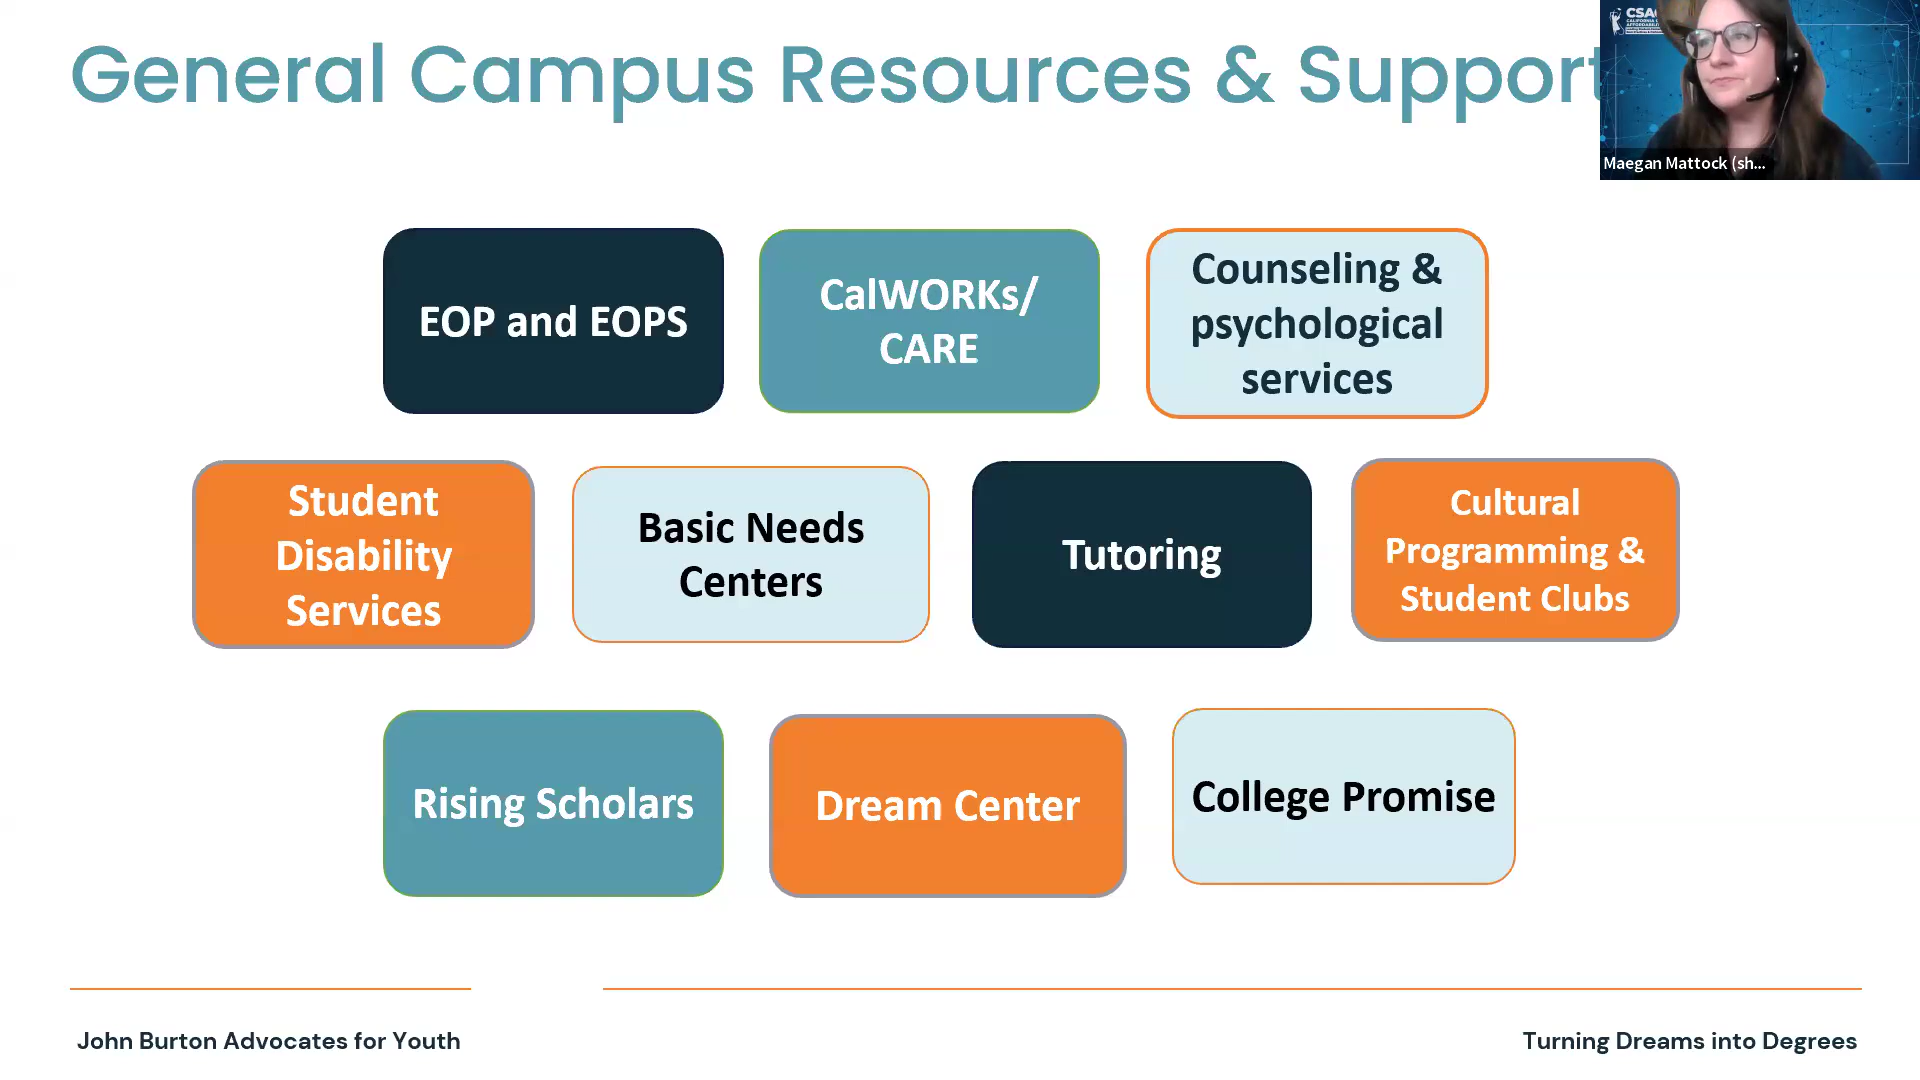 General Campus Resources & Support
CSAC
Maegan Mattock (sh...
EOP and EOPS
CalWORKs/
CARE
Counseling &
psychological
services
Student
Disability
Services
Basic Needs
Centers
Tutoring
Cultural
Programming &
Student Clubs
Rising Scholars
Dream Center
College Promise
John Burton Advocates for Youth
Turning Dreams into Degrees